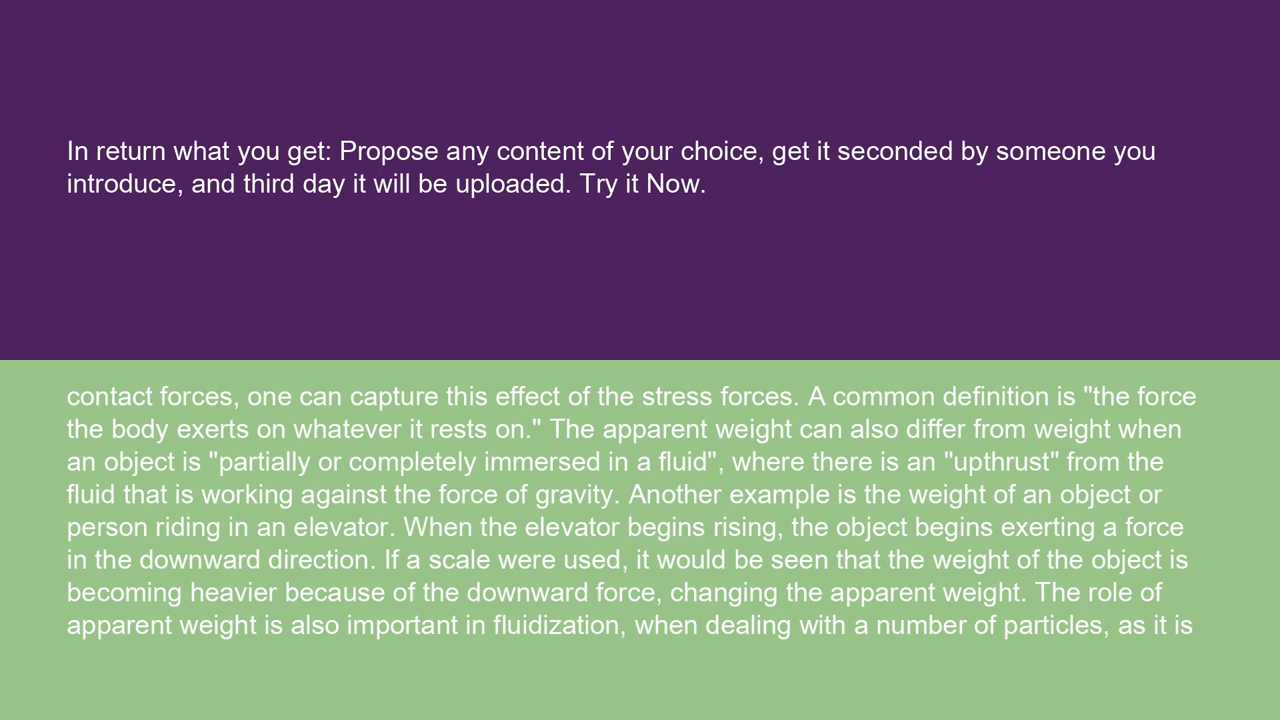 In return what you get: Propose any content of your choice, get it seconded by someone you
introduce, and third day it will be uploaded. Try it Now.
contact forces, one can capture this effect of the stress forces. A common definition is "the force
the body exerts on whatever it rests on." The apparent weight can also differ from weight when
an object is "partially or completely immersed in a fluid", where there is an "upthrust" from the
fluid that is working against the force of gravity. Another example is the weight of an object or
person riding in an elevator. When the elevator begins rising, the object begins exerting a force
in the downward direction. If a scale were used, it would be seen that the weight of the object is
becoming heavier because of the downward force, changing the apparent weight. The role of
apparent weight is also important in fluidization, when dealing with a number of particles, as it is